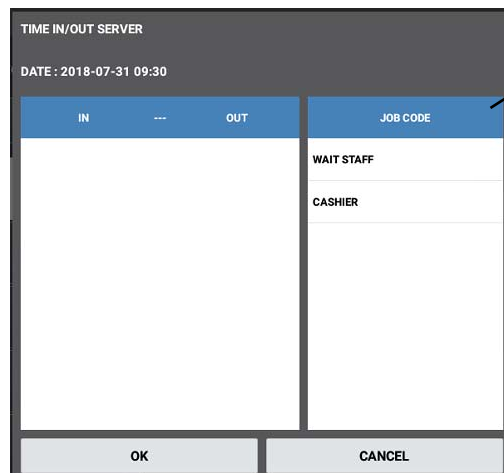 TIME IN/OUT SERVER
DATE : 2018-07-31 09:30
IN --- OUT
JOB CODE
WAIT STAFF
CASHIER
OK
CANCEL